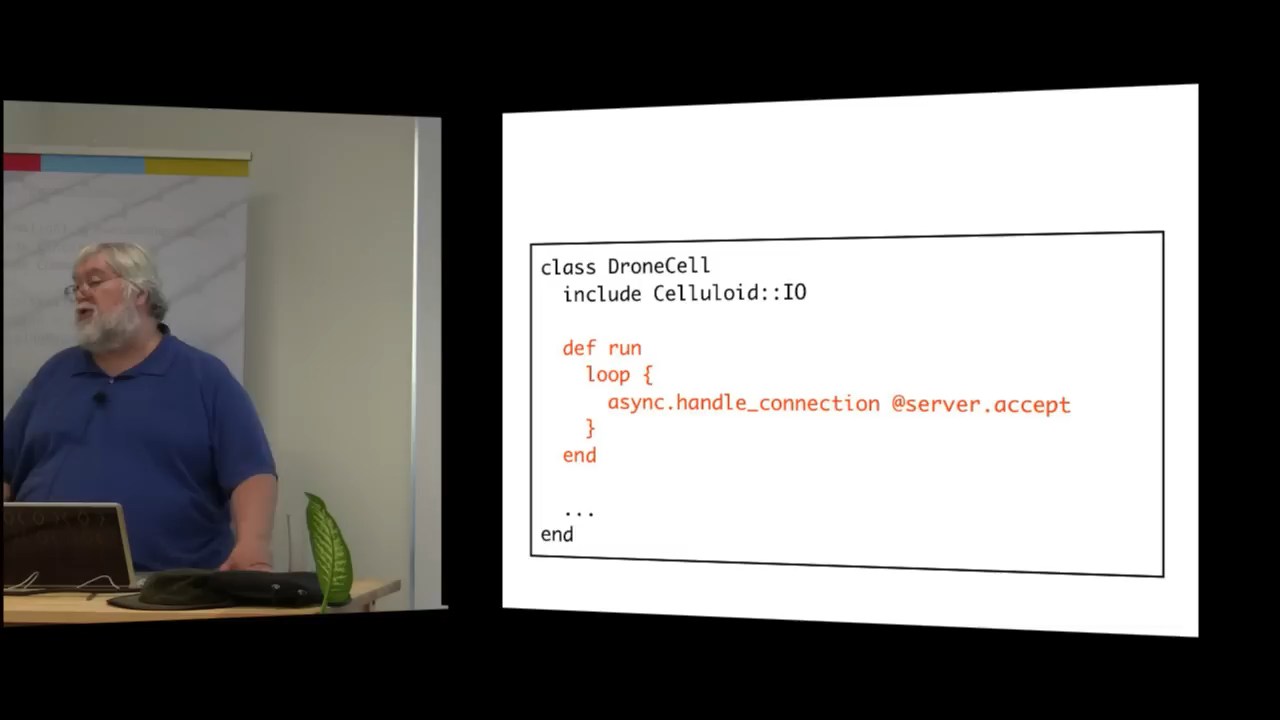 class DroneCell
include Celluloid::IO
def run
loop {
async.handle_connection @server.accept
}
end
...
end